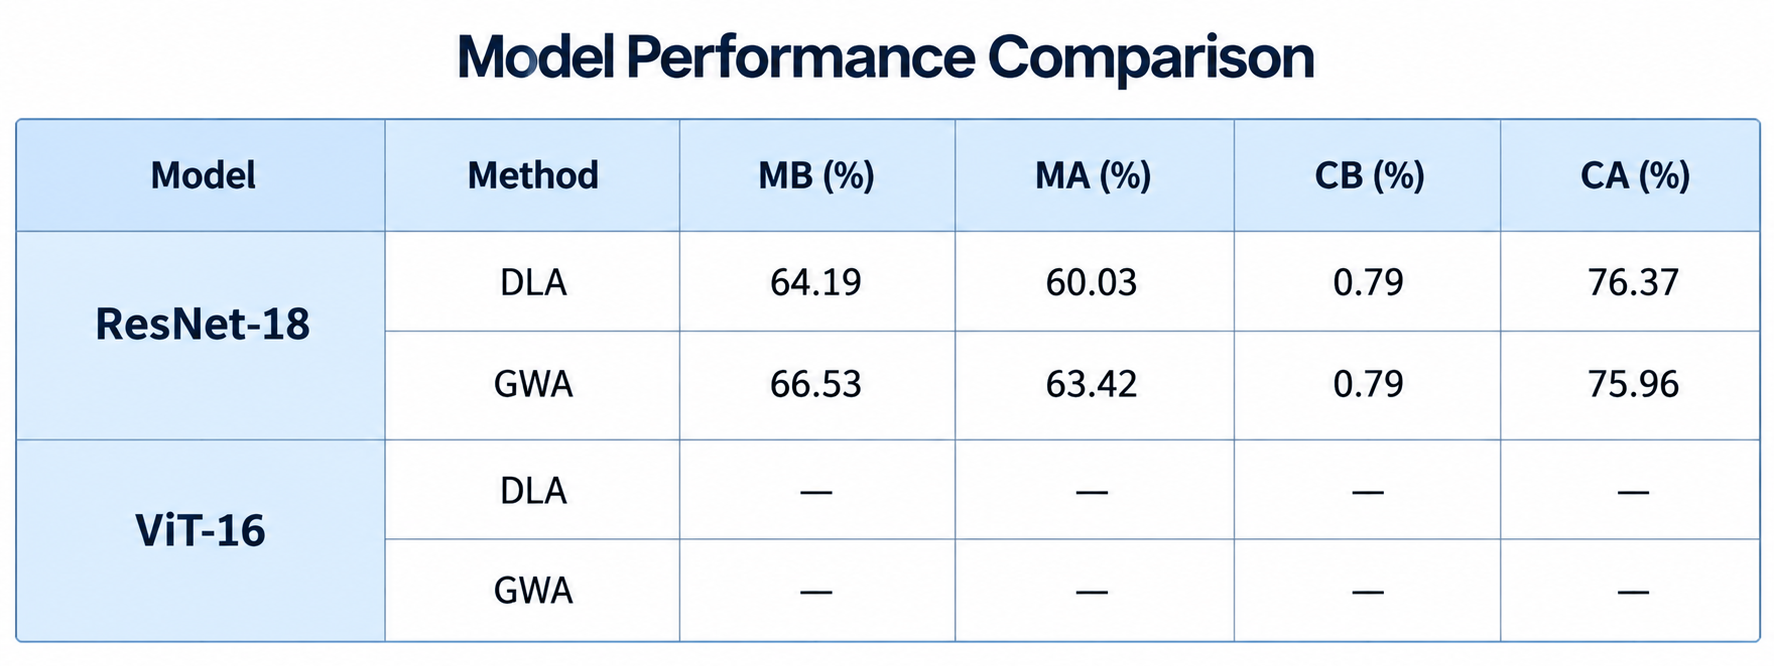 Model Performance Comparison
Model Method MB (%) MA (%) CB (%) CA (%)
ResNet-18
DLA 64.19 60.03 0.79 76.37
GWA 66.53 63.42 0.79 75.96
ViT-16
DLA — — — —
GWA — — — —